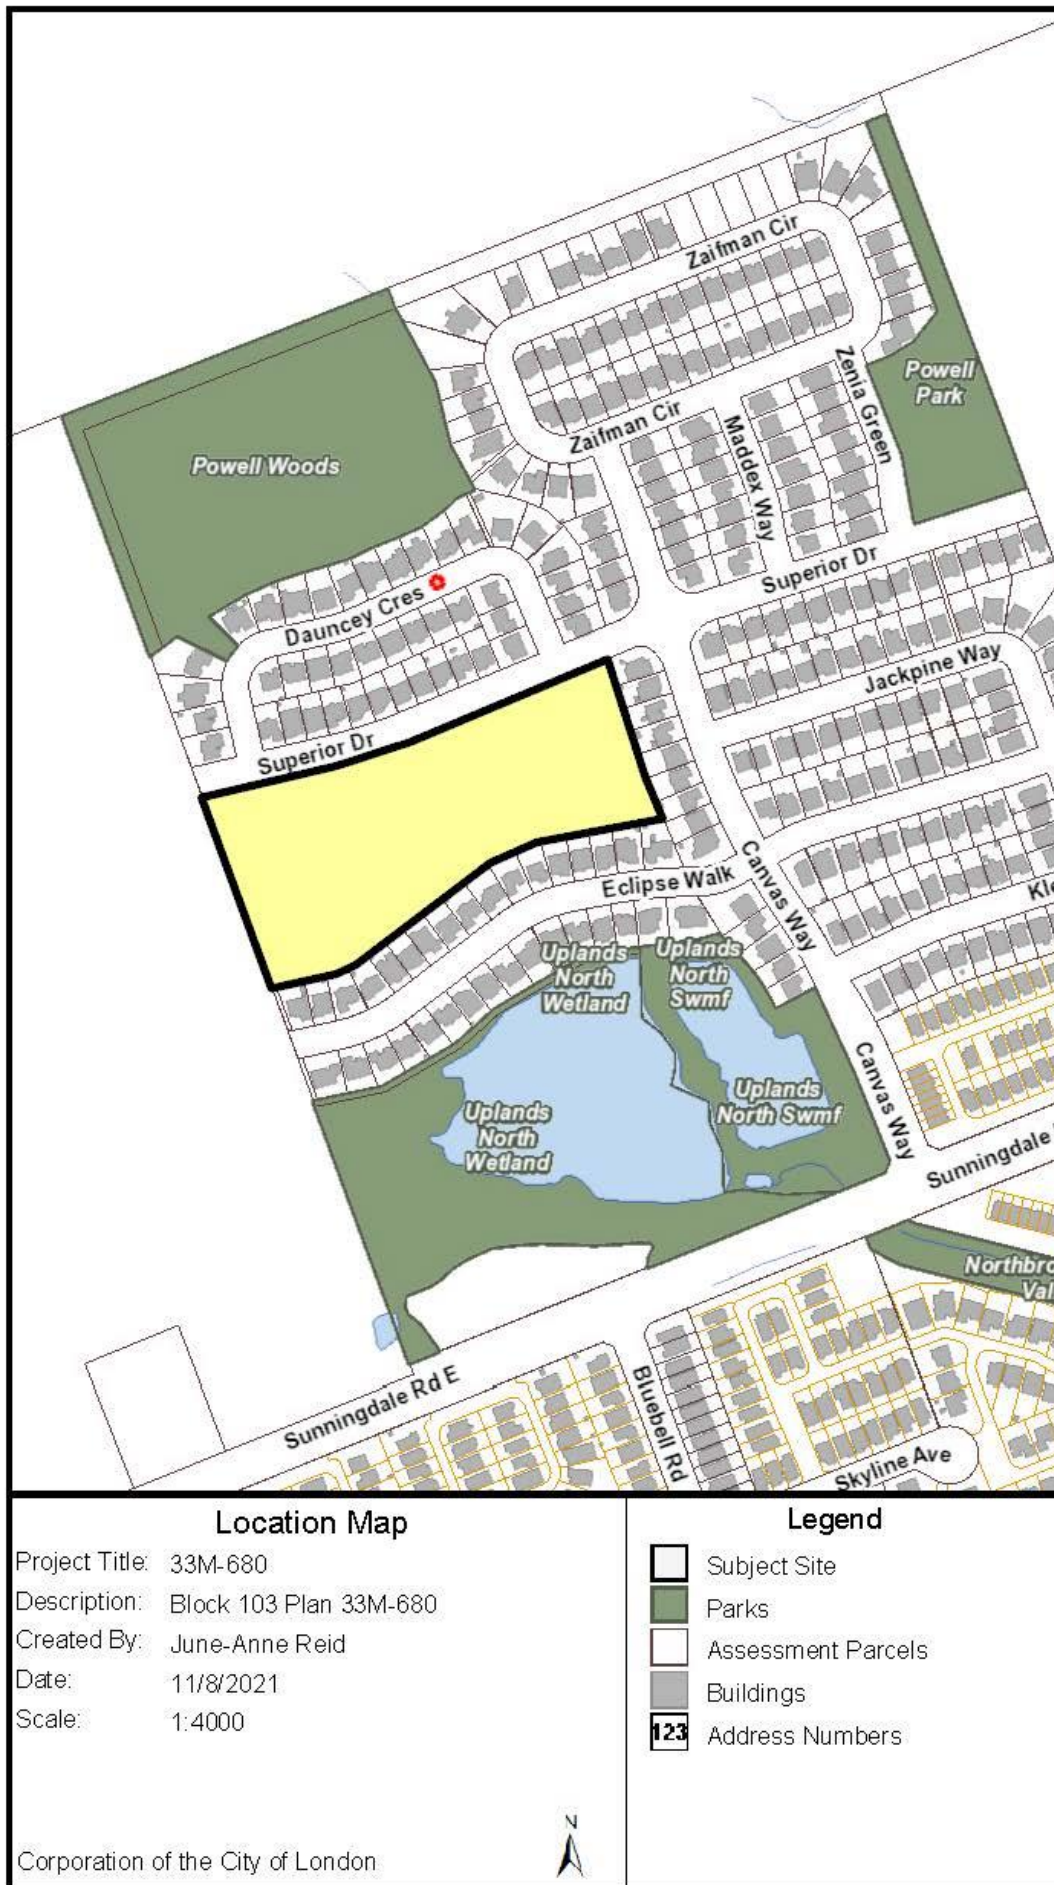 Zaifman Cir
Powell
Park
Zenia Green
Zaifman Cir
Maddex Way
Powell Woods
Superior Dr
Dauncey Cres
Jackpine Way
Superior Dr
Canvas Way
Eclipse Walk
Uplands
North
Wetland
Uplands
North
Swmf
Canvas Way
Uplands
North Swmf
Uplands
North
Wetland
Sunningdale
Northbro
Val
Sunningdale Rd E
Bluebell Rd
Skyline Ave
Location Map
Project Title: 33M-680
Description: Block 103 Plan 33M-680
Created By: June-Anne Reid
Date: 11/8/2021
Scale: 1:4000
N
Corporation of the City of London
Legend
Subject Site
Parks
Assessment Parcels
Buildings
123 Address Numbers